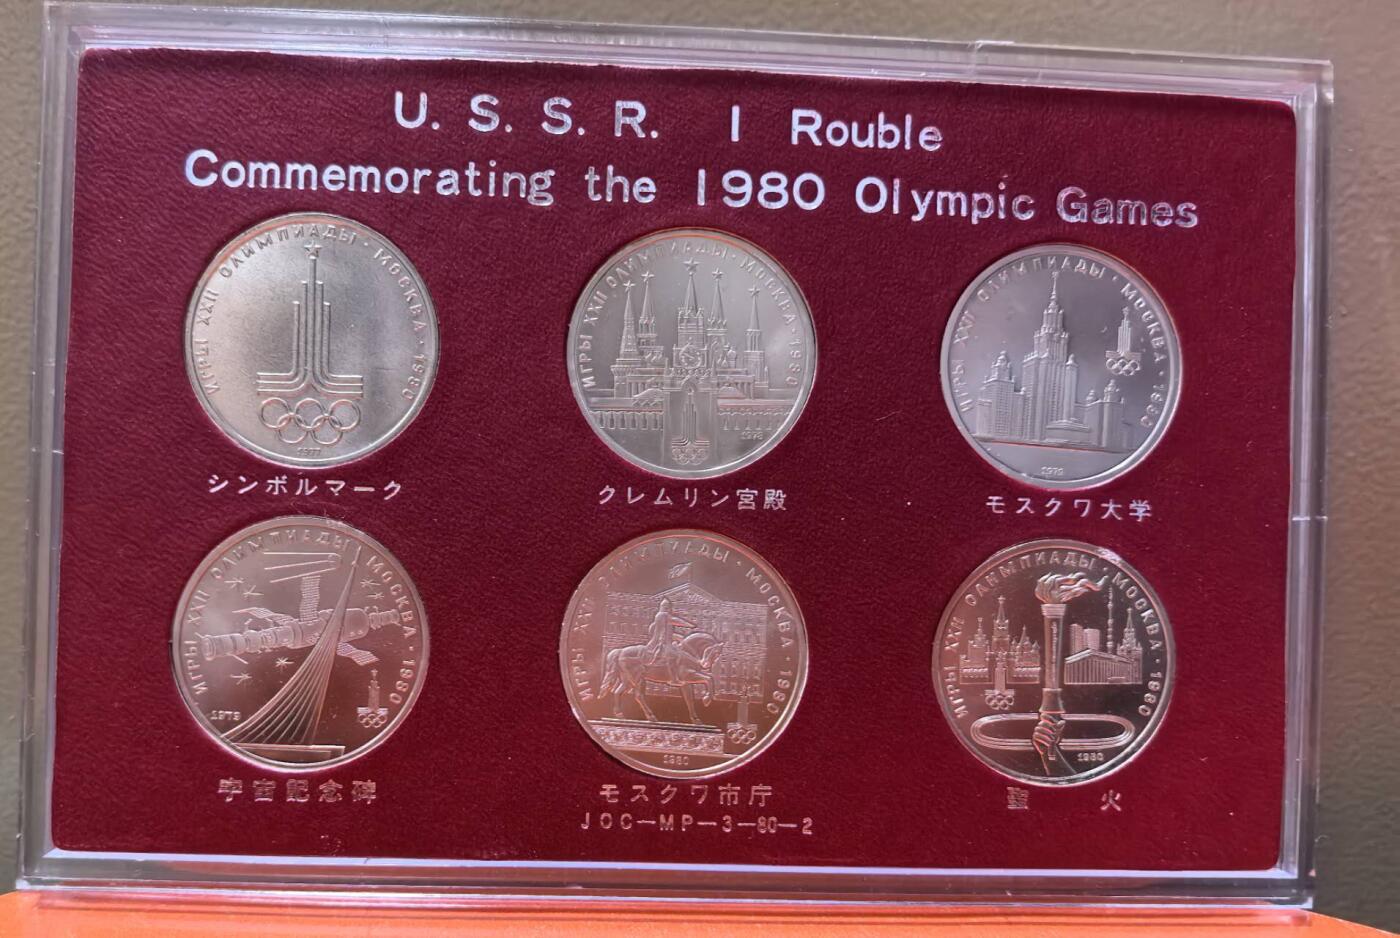 U. S. S. R. 1 Rouble
Commemorating the 1980 Olympic Games
ИГРЫ XXII ОЛИМПИАДЫ · МОСКВА · 1980
1977
シンボルマーク
ИГРЫ XXII ОЛИМПИАДЫ · МОСКВА · 1980
1978
クレムリン宮殿
ИГРЫ XXII ОЛИМПИАДЫ · МОСКВА · 1980
1979
モスクワ大学
ИГРЫ XXII ОЛИМПИАДЫ · МОСКВА · 1980
1979
宇宙記念碑
ИГРЫ XXII ОЛИМПИАДЫ · МОСКВА · 1980
1980
モスクワ市庁
JOC-MP-3-80-2
ИГРЫ XXII ОЛИМПИАДЫ · МОСКВА · 1980
1980
聖 火